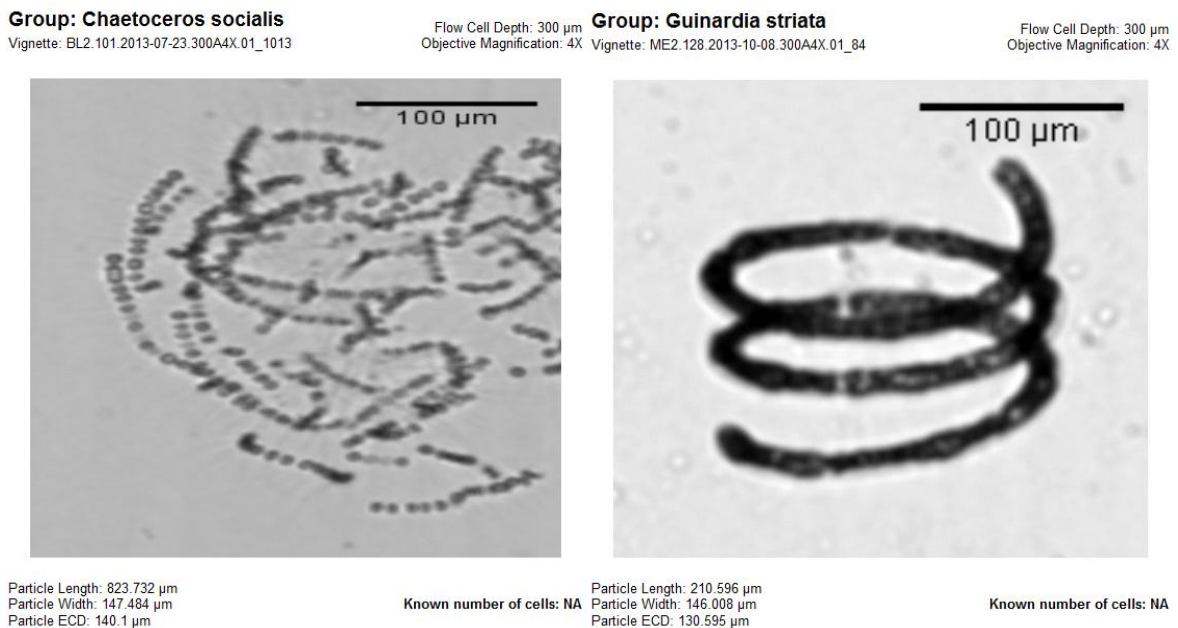 Group: Chaetoceros socialis
Vignette: BL2.101.2013-07-23.300A4X.01_1013
Flow Cell Depth: 300 µm
Objective Magnification: 4X
100 µm
Particle Length: 823.732 µm
Particle Width: 147.484 µm
Particle ECD: 140.1 µm
Known number of cells: NA
Group: Guinardia striata
Vignette: ME2.128.2013-10-08.300A4X.01_84
Flow Cell Depth: 300 µm
Objective Magnification: 4X
100 µm
Particle Length: 210.596 µm
Particle Width: 146.008 µm
Particle ECD: 130.595 µm
Known number of cells: NA